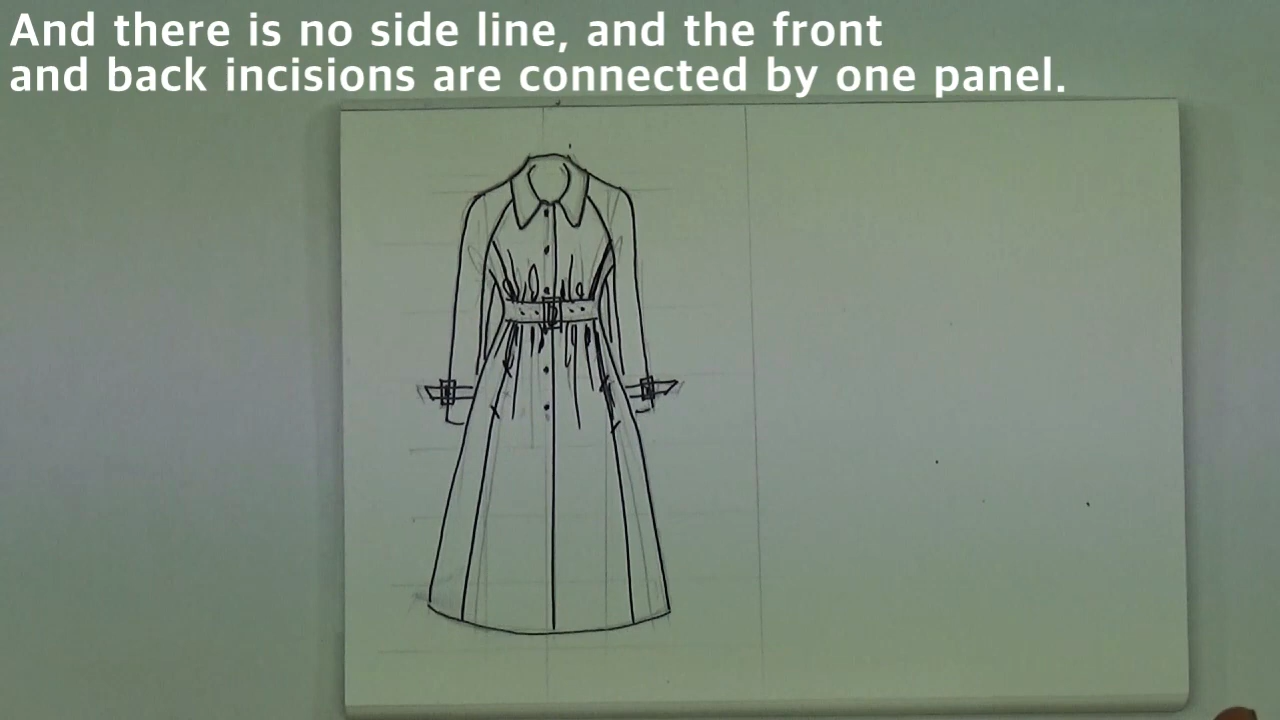 And there is no side line, and the front
and back incisions are connected by one panel.